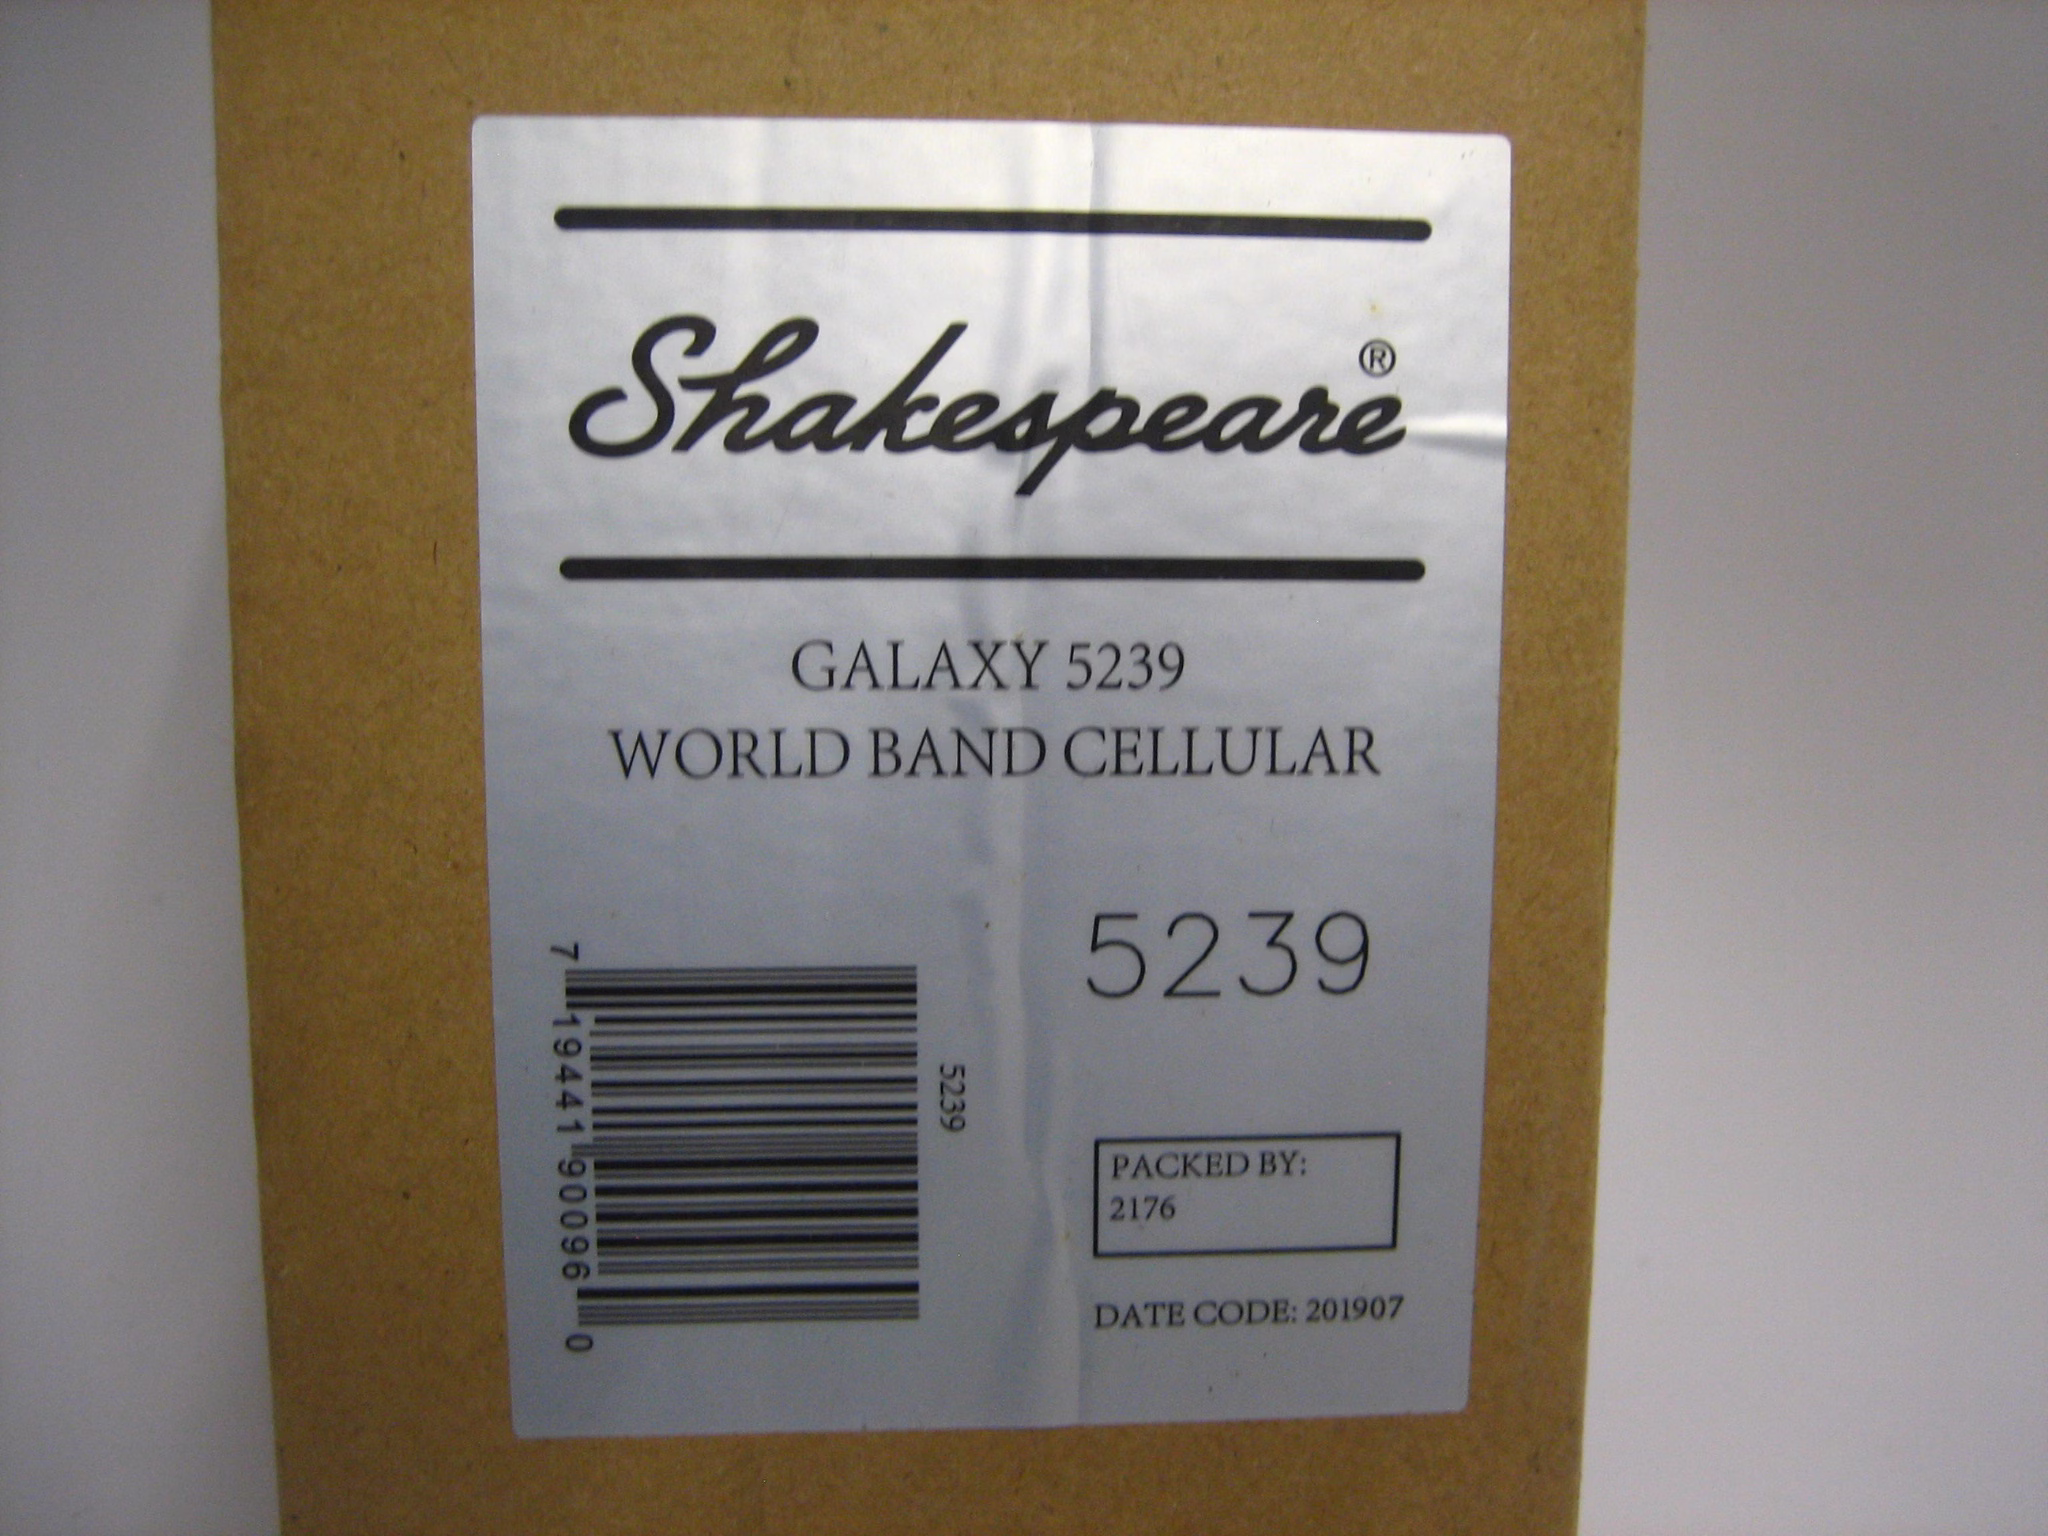 Shakespeare®
GALAXY 5239
WORLD BAND CELLULAR
5239
7 19441 90096 0
5239
PACKED BY:
2176
DATE CODE: 201907